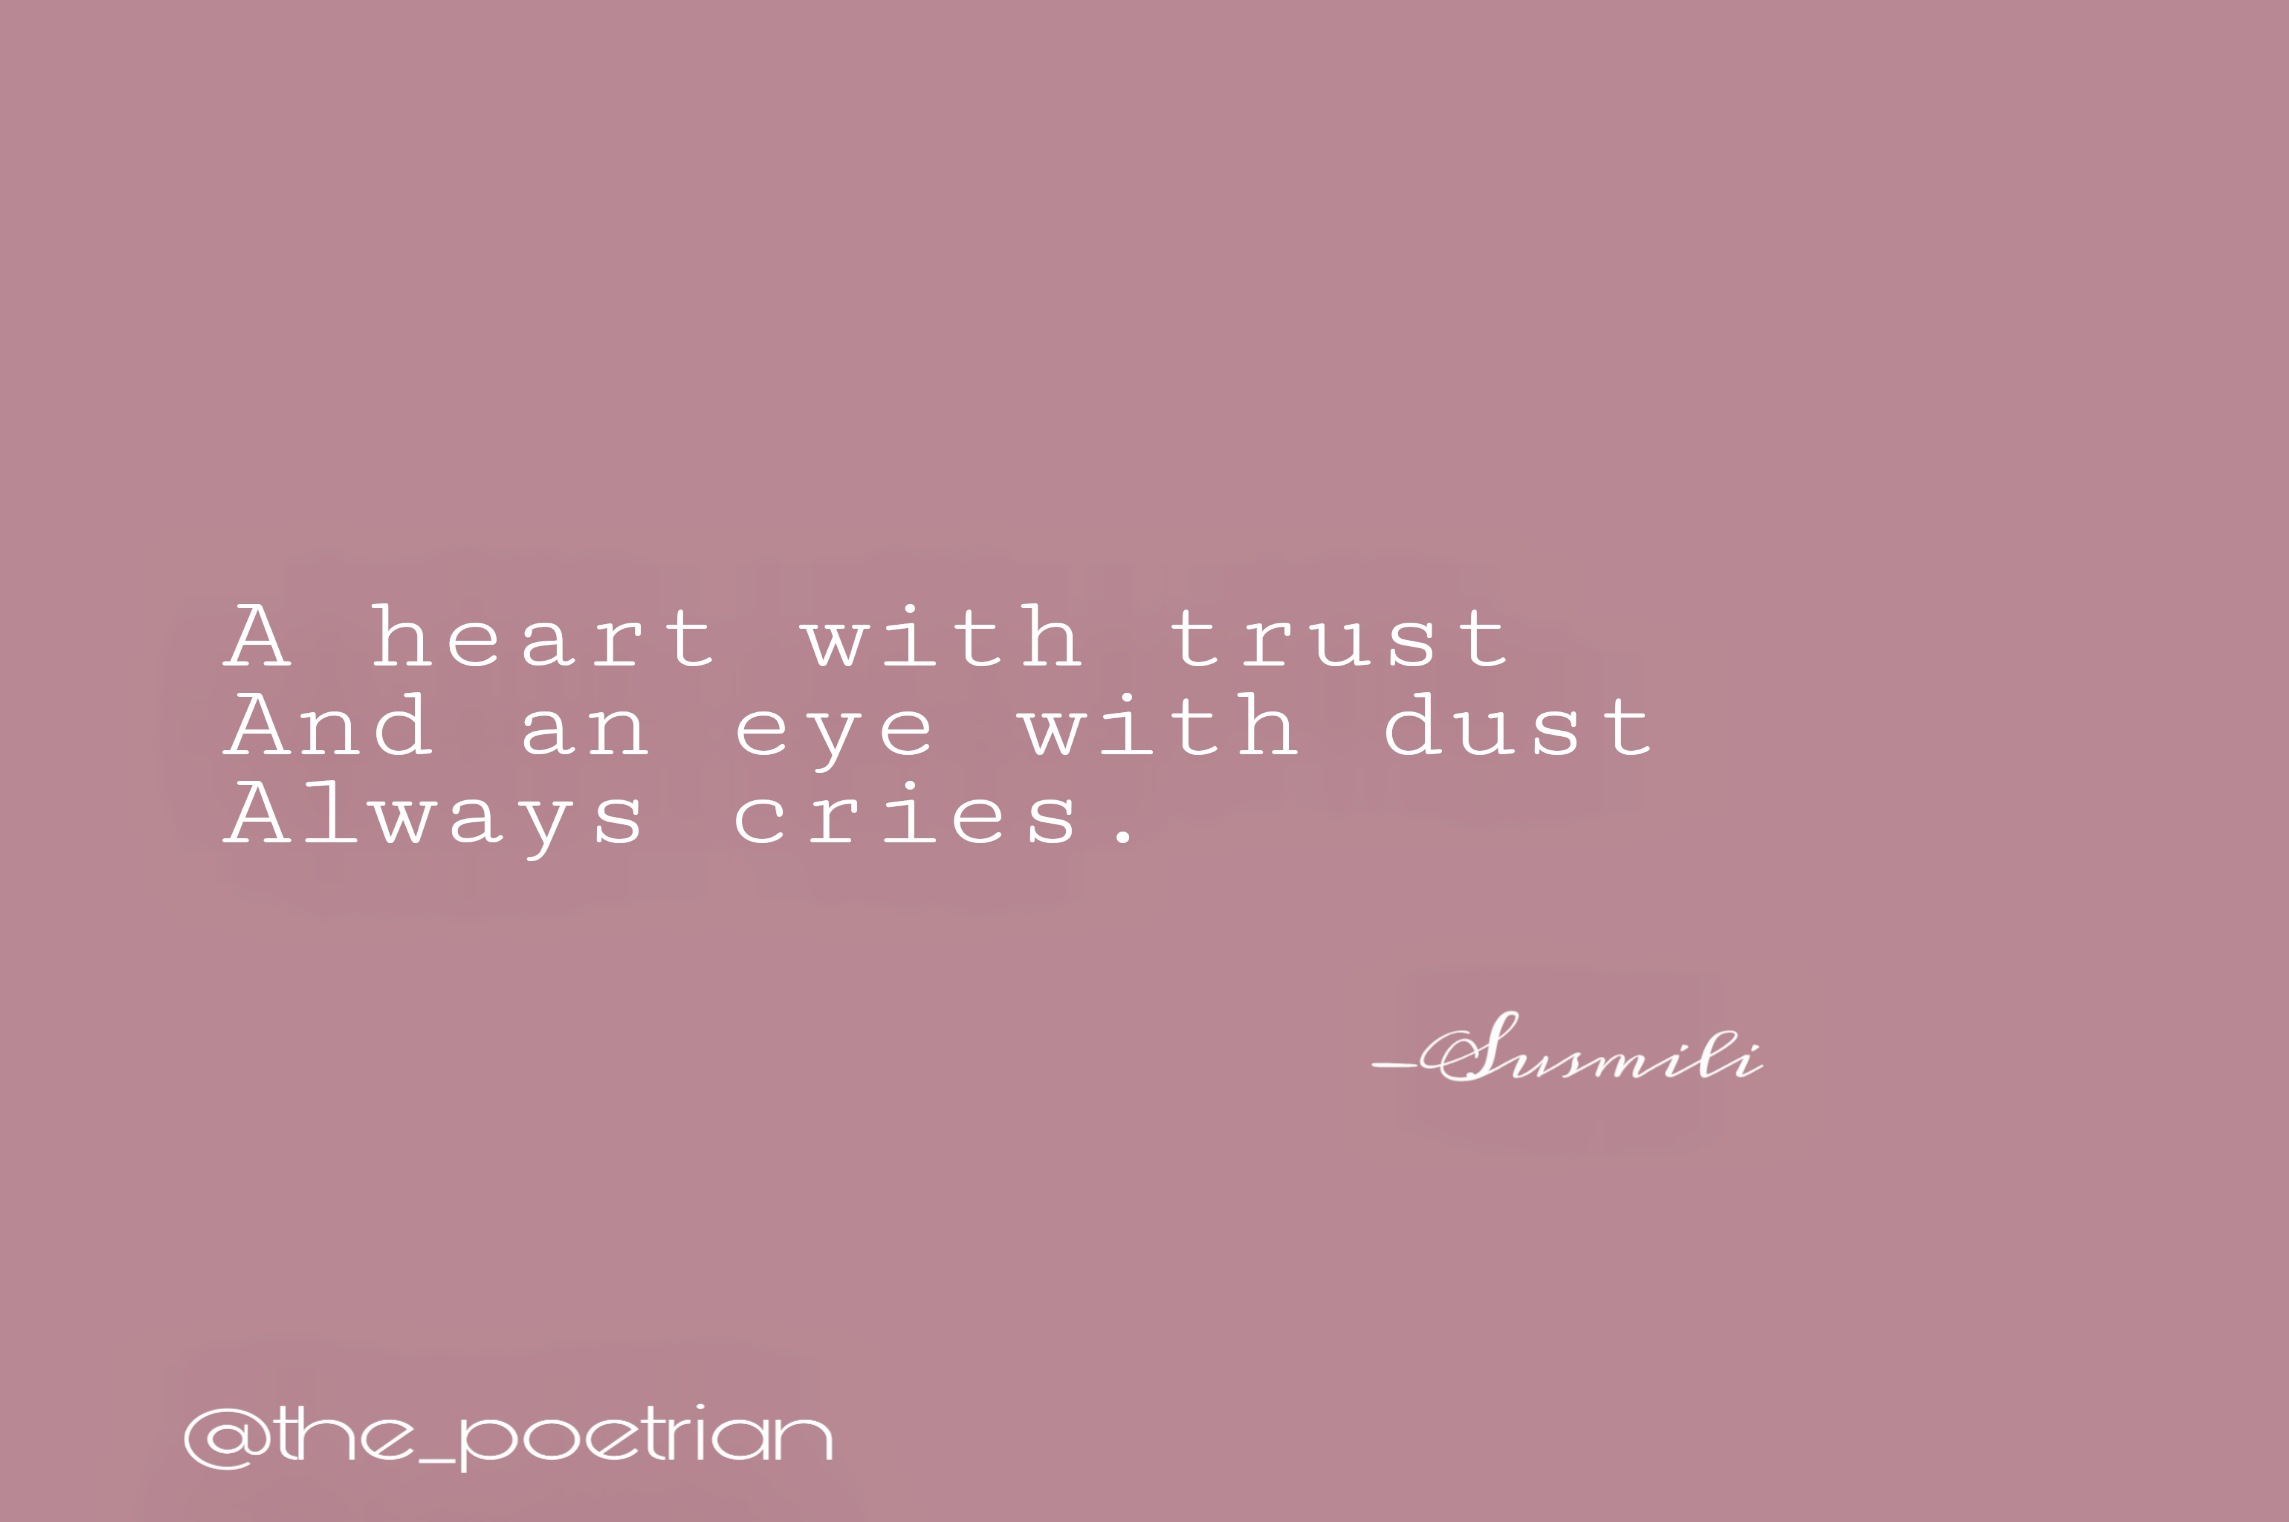 A heart with trust
And an eye with dust
Always cries.
—Susmili
@the_poetrian